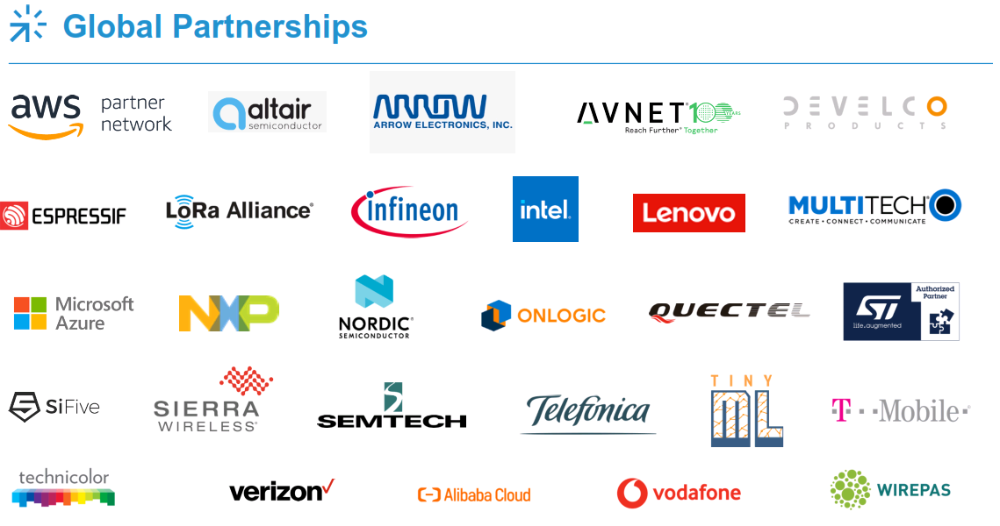 Global Partnerships
aws partner network
altair semiconductor
ARROW
ARROW ELECTRONICS, INC.
AVNET® 100 YEARS
Reach Further® Together
DEVELCO
PRODUCTS
ESPRESSIF
LoRa Alliance®
infineon
intel.
Lenovo
MULTITECH®
CREATE • CONNECT • COMMUNICATE
Microsoft
Azure
NXP
NORDIC®
SEMICONDUCTOR
ONLOGIC
QUECTEL
ST
life.augmented
Authorized
Partner
SiFive
SIERRA
WIRELESS®
SEMTECH
Telefónica
TINY
ML
T··Mobile·®
technicolor
verizon✓
Alibaba Cloud
vodafone
WIREPAS